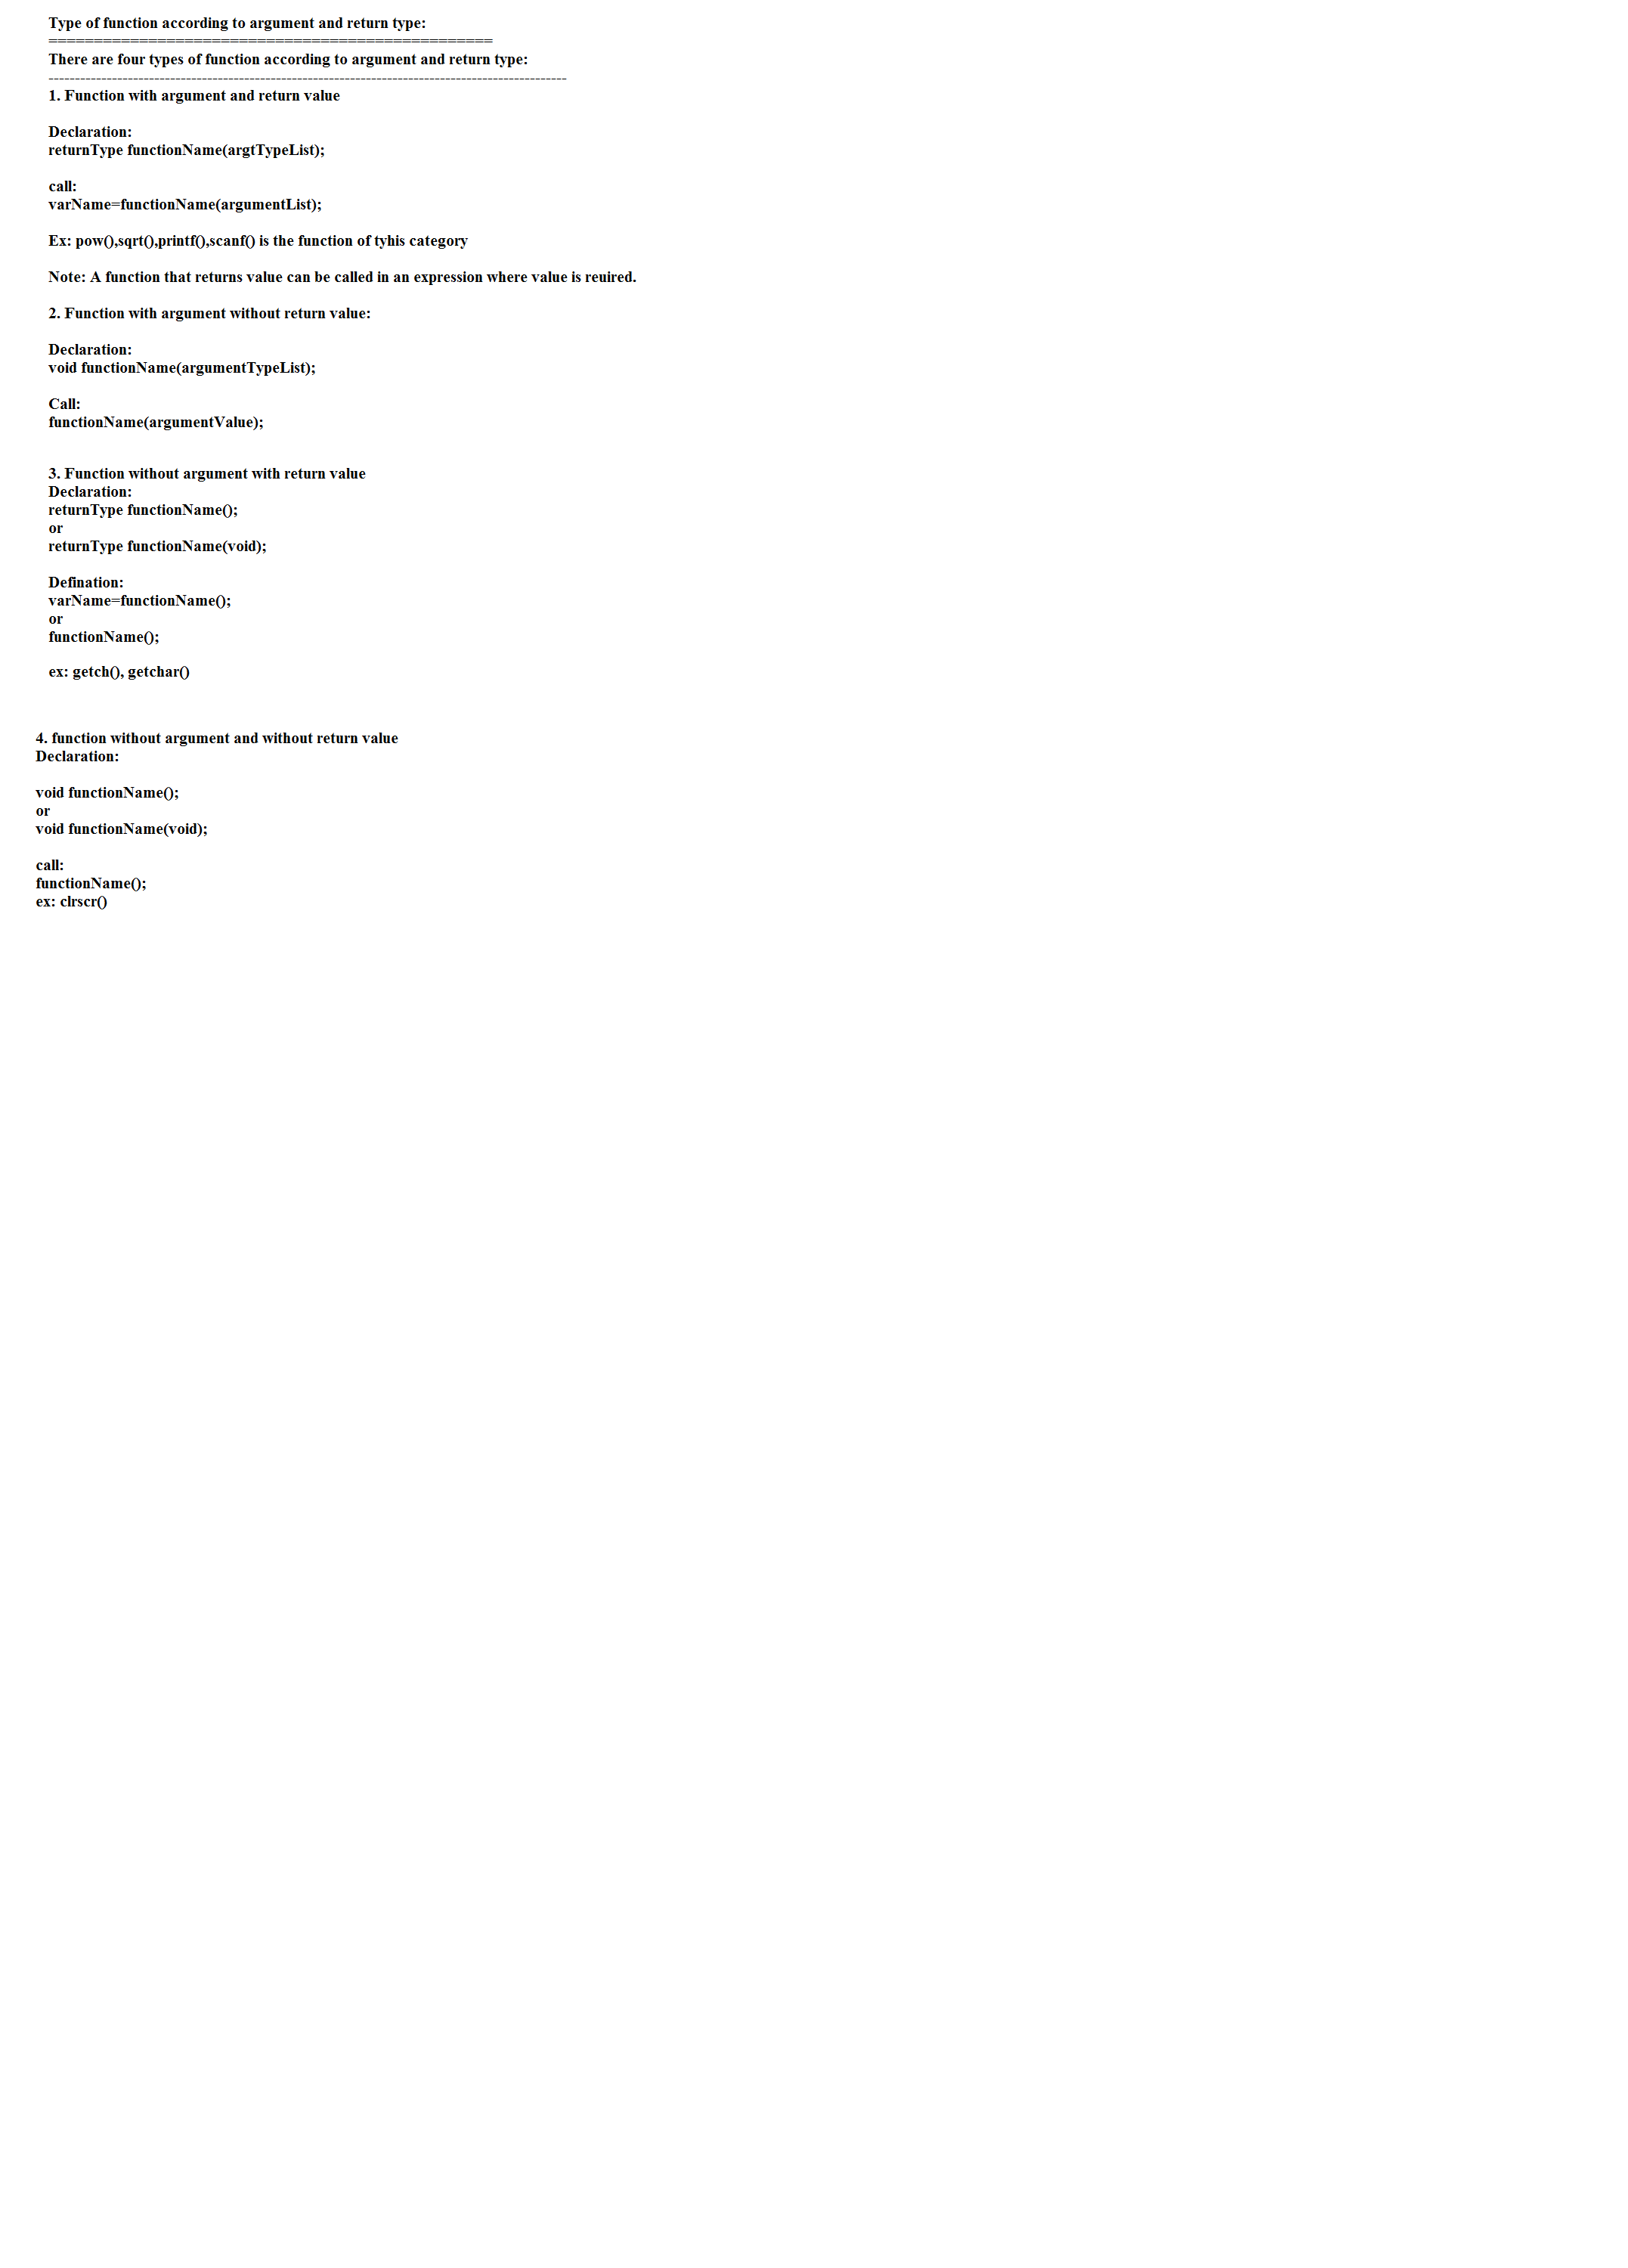 Type of function according to argument and return type:
=================================================
There are four types of function according to argument and return type:
--------------------------------------------------------------------------------------------------
1. Function with argument and return value
Declaration:
returnType functionName(argtTypeList);
call:
varName=functionName(argumentList);
Ex: pow(),sqrt(),printf(),scanf() is the function of tyhis category
Note: A function that returns value can be called in an expression where value is reuired.
2. Function with argument without return value:
Declaration:
void functionName(argumentTypeList);
Call:
functionName(argumentValue);
3. Function without argument with return value
Declaration:
returnType functionName();
or
returnType functionName(void);
Defination:
varName=functionName();
or
functionName();
ex: getch(), getchar()
4. function without argument and without return value
Declaration:
void functionName();
or
void functionName(void);
call:
functionName();
ex: clrscr()